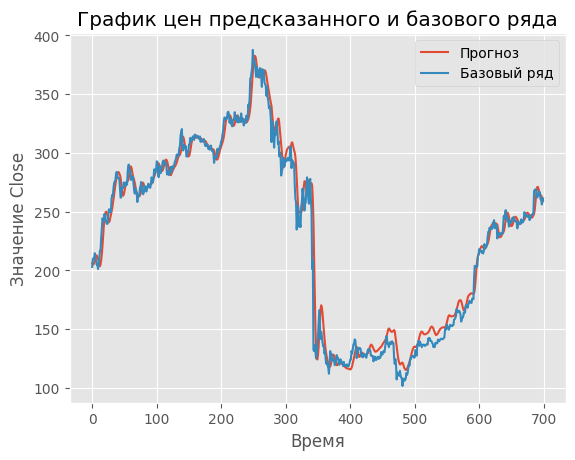 График цен предсказанного и базового ряда
Прогноз
Базовый ряд
Значение Close
400
350
300
250
200
150
100
0 100 200 300 400 500 600 700
Время